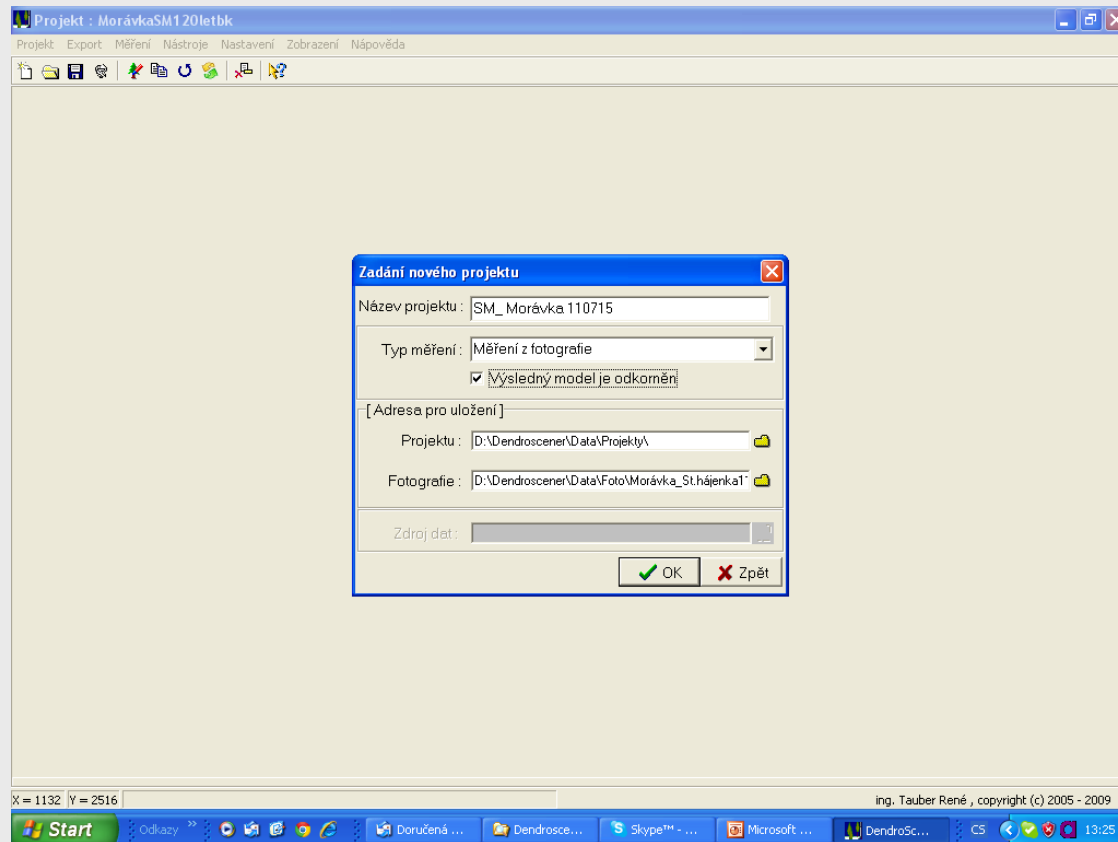 Projekt : MorávkaSM120letbk
Projekt Export Měření Nástroje Nastavení Zobrazení Nápověda
Zadání nového projektu
Název projektu : SM_ Morávka 110715
Typ měření : Měření z fotografie
Výsledný model je odkorněn
[ Adresa pro uložení ]
Projektu : D:\Dendroscener\Data\Projekty\
Fotografie : D:\Dendroscener\Data\Foto\Morávka_St.hájenka1
Zdroj dat :
OK Zpět
X = 1132 Y = 2516 ing. Tauber René , copyright (c) 2005 - 2009
Start Odkazy » Doručená ... Dendrosce... Skype™ - ... Microsoft ... DendroSc... CS 13:25